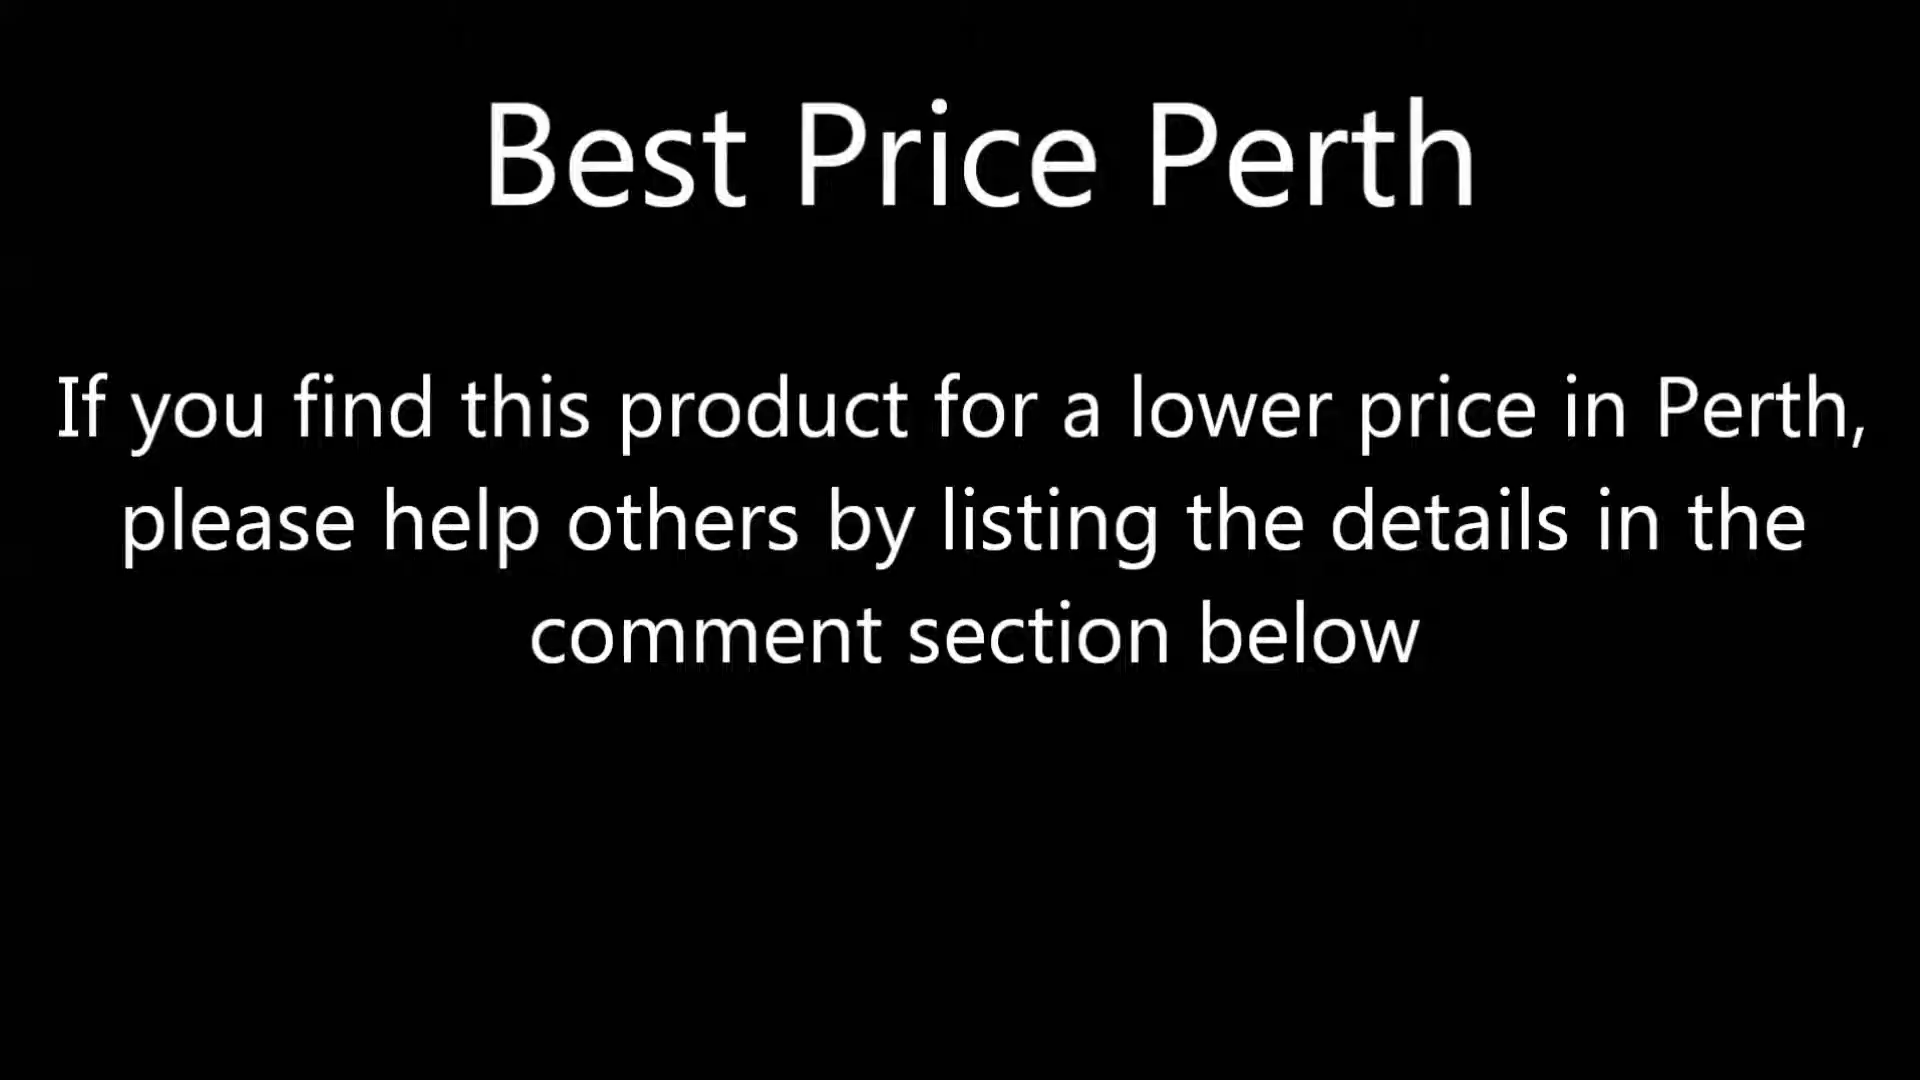 Best Price Perth
If you find this product for a lower price in Perth,
please help others by listing the details in the
comment section below